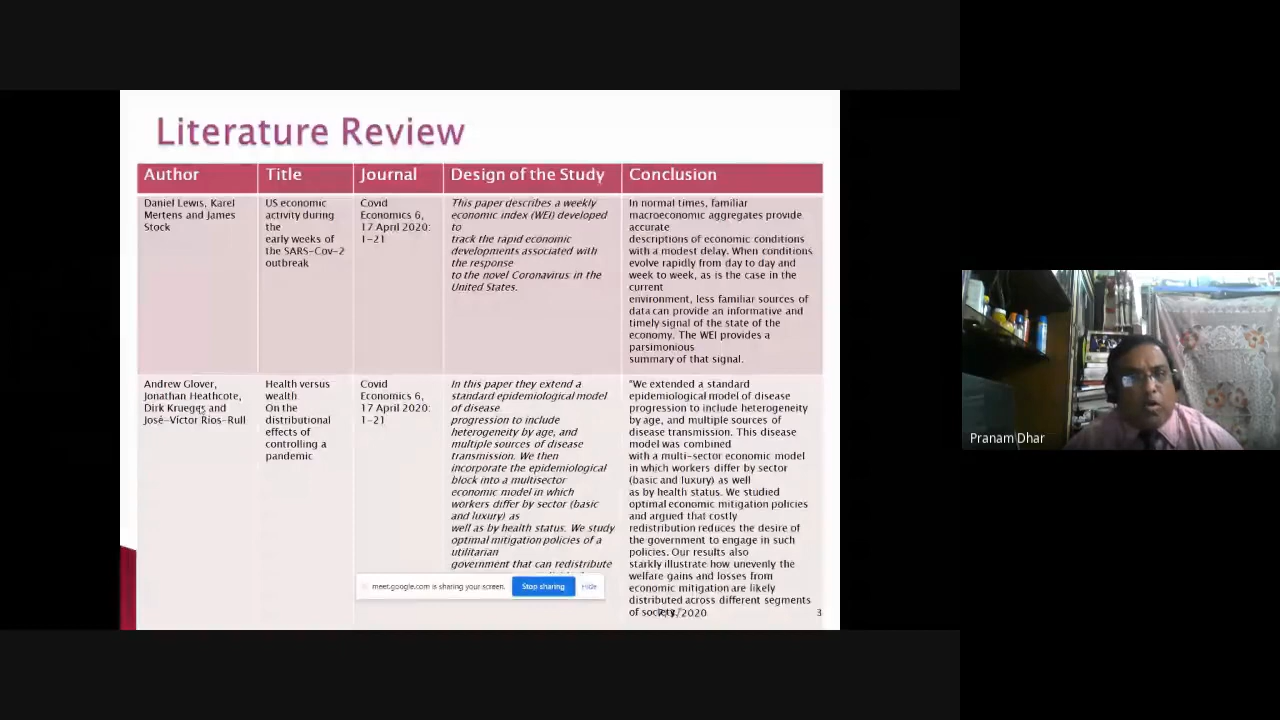 Literature Review
Author Title Journal Design of the Study Conclusion
Daniel Lewis, Karel
Mertens and James
Stock
US economic
activity during
the
early weeks of
the SARS-Cov-2
outbreak
Covid
Economics 6,
17 April 2020:
1-21
This paper describes a weekly
economic index (WEI) developed
to
track the rapid economic
developments associated with
the response
to the novel Coronavirus in the
United States.
In normal times, familiar
macroeconomic aggregates provide
accurate
descriptions of economic conditions
with a modest delay. When conditions
evolve rapidly from day to day and
week to week, as is the case in the
current
environment, less familiar sources of
data can provide an informative and
timely signal of the state of the
economy. The WEI provides a
parsimonious
summary of that signal.
Andrew Glover,
Jonathan Heathcote,
Dirk Krueger and
José-Víctor Ríos-Rull
Health versus
wealth
On the
distributional
effects of
controlling a
pandemic
Covid
Economics 6,
17 April 2020:
1-21
In this paper they extend a
standard epidemiological model
of disease
progression to include
heterogeneity by age, and
multiple sources of disease
transmission. We then
incorporate the epidemiological
block into a multisector
economic model in which
workers differ by sector (basic
and luxury) as
well as by health status. We study
optimal mitigation policies of a
utilitarian
government that can redistribute
"We extended a standard
epidemiological model of disease
progression to include heterogeneity
by age, and multiple sources of
disease transmission. This disease
model was combined
with a multi-sector economic model
in which workers differ by sector
(basic and luxury) as well
as by health status. We studied
optimal economic mitigation policies
and argued that costly
redistribution reduces the desire of
the government to engage in such
policies. Our results also
starkly illustrate how unevenly the
welfare gains and losses from
economic mitigation are likely
distributed across different segments
of society."
meet.google.com is sharing your screen. Stop sharing Hide
2020 3
Pranam Dhar